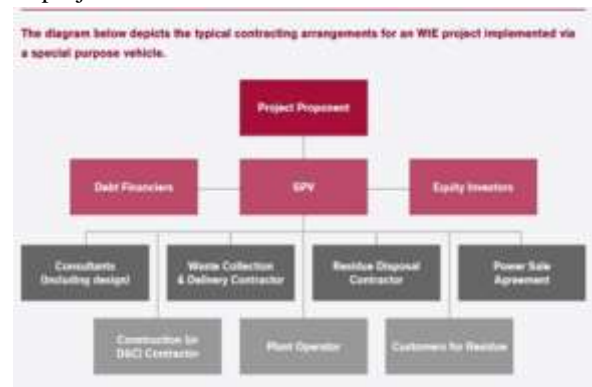 The diagram below depicts the typical contracting arrangements for an WIE project implemented via
a special purpose vehicle.
Project Proponent
Debt Financiers
SPV
Equity Investors
Consultants
(including design)
Waste Collection
& Delivery Contractor
Residue Disposal
Contractor
Power Sale
Agreement
Construction (or
D&C) Contractor
Plant Operator
Customers for Residue